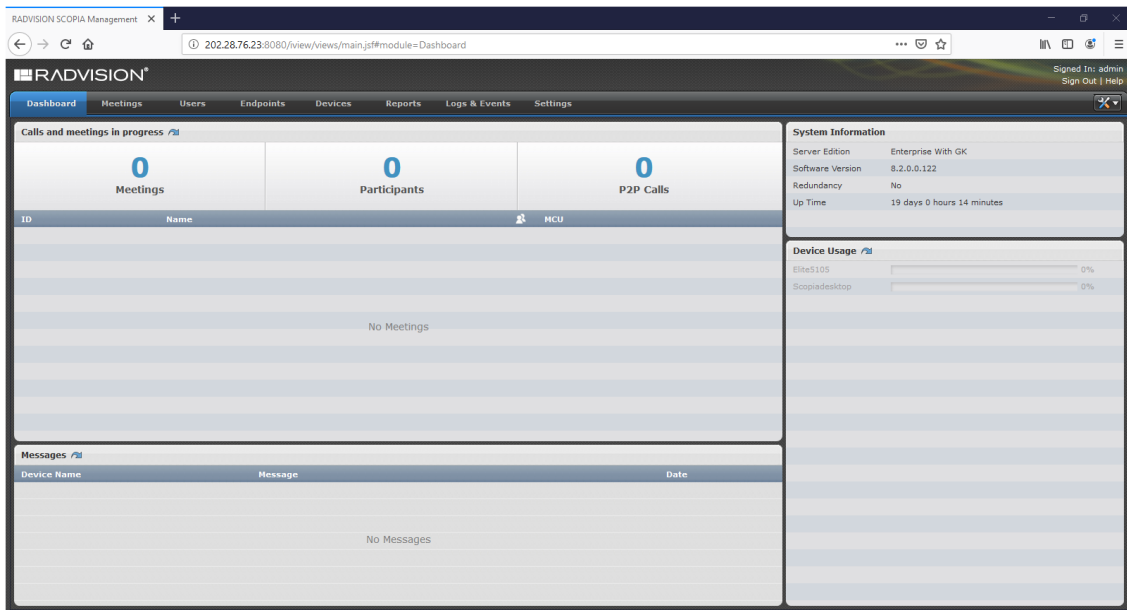 RADVISION SCOPIA Management
202.28.76.23:8080/iview/views/main.jsf#module=Dashboard
RADVISION®
Signed In: admin
Sign Out | Help
Dashboard Meetings Users Endpoints Devices Reports Logs & Events Settings
Calls and meetings in progress
0 0 0
Meetings Participants P2P Calls
ID Name MCU
No Meetings
Messages
Device Name Message Date
No Messages
System Information
Server Edition Enterprise With GK
Software Version 8.2.0.0.122
Redundancy No
Up Time 19 days 0 hours 14 minutes
Device Usage
Elite5105 0%
Scopiadesktop 0%